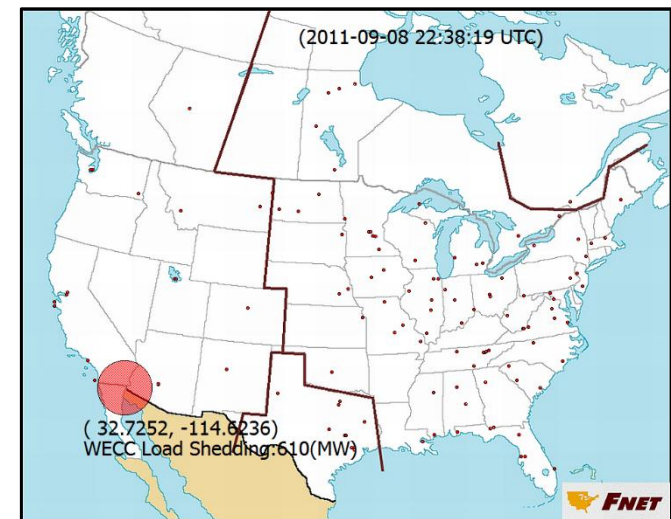 (2011-09-08 22:38:19 UTC)
( 32.7252, -114.6236)
WECC Load Shedding:610(MW)
FNET